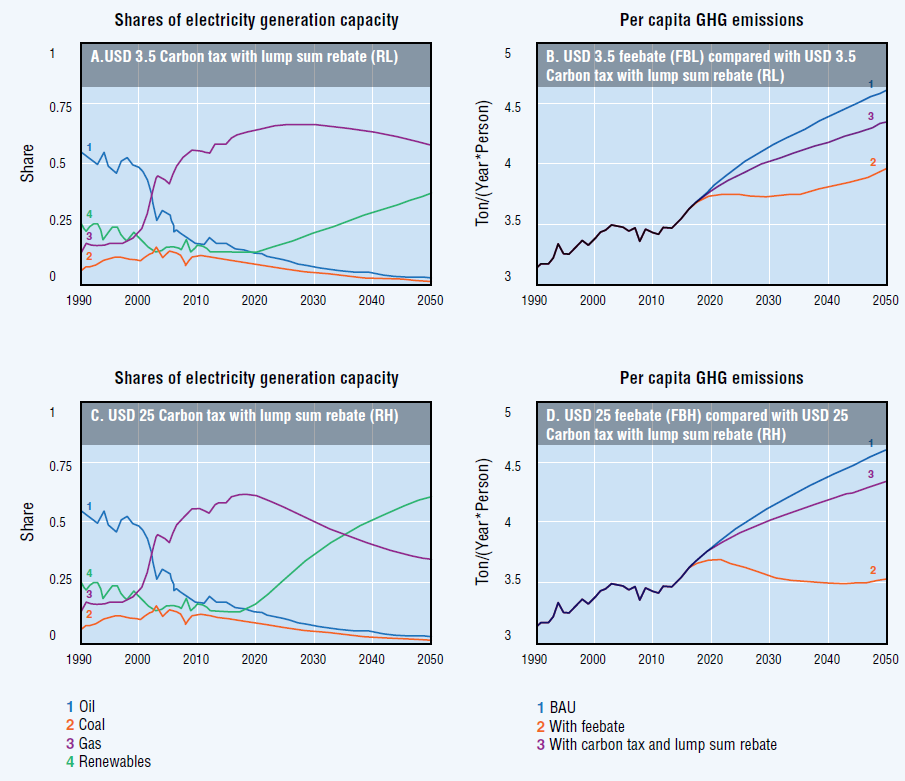 Shares of electricity generation capacity
A.USD 3.5 Carbon tax with lump sum rebate (RL)
Share
1
0.75
0.5
0.25
0
1
4
3
2
1990 2000 2010 2020 2030 2040 2050
Per capita GHG emissions
B. USD 3.5 feebate (FBL) compared with USD 3.5
Carbon tax with lump sum rebate (RL)
Ton/(Year*Person)
5
4.5
4
3.5
3
1
3
2
1990 2000 2010 2020 2030 2040 2050
Shares of electricity generation capacity
C. USD 25 Carbon tax with lump sum rebate (RH)
Share
1
0.75
0.5
0.25
0
1
4
3
2
1990 2000 2010 2020 2030 2040 2050
Per capita GHG emissions
D. USD 25 feebate (FBH) compared with USD 25
Carbon tax with lump sum rebate (RH)
Ton/(Year*Person)
5
4.5
4
3.5
3
1
3
2
1990 2000 2010 2020 2030 2040 2050
1 Oil
2 Coal
3 Gas
4 Renewables
1 BAU
2 With feebate
3 With carbon tax and lump sum rebate